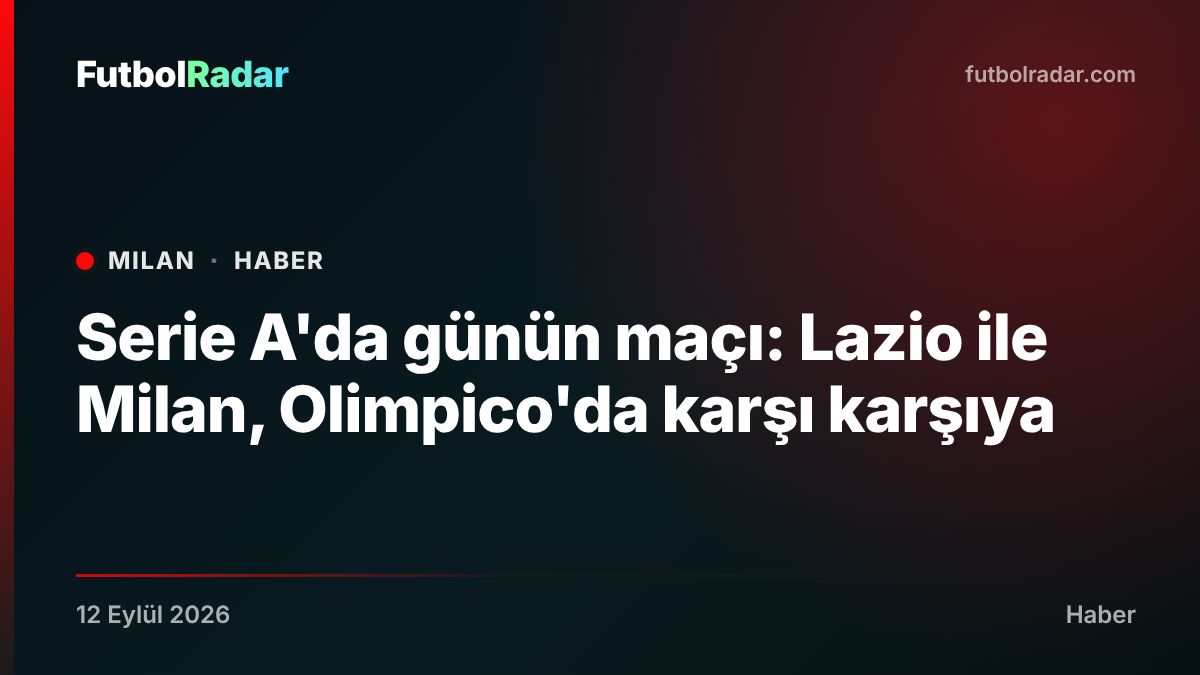 FutbolRadar
futbolradar.com
MILAN · HABER
Serie A'da günün maçı: Lazio ile
Milan, Olimpico'da karşı karşıya
12 Eylül 2026
Haber